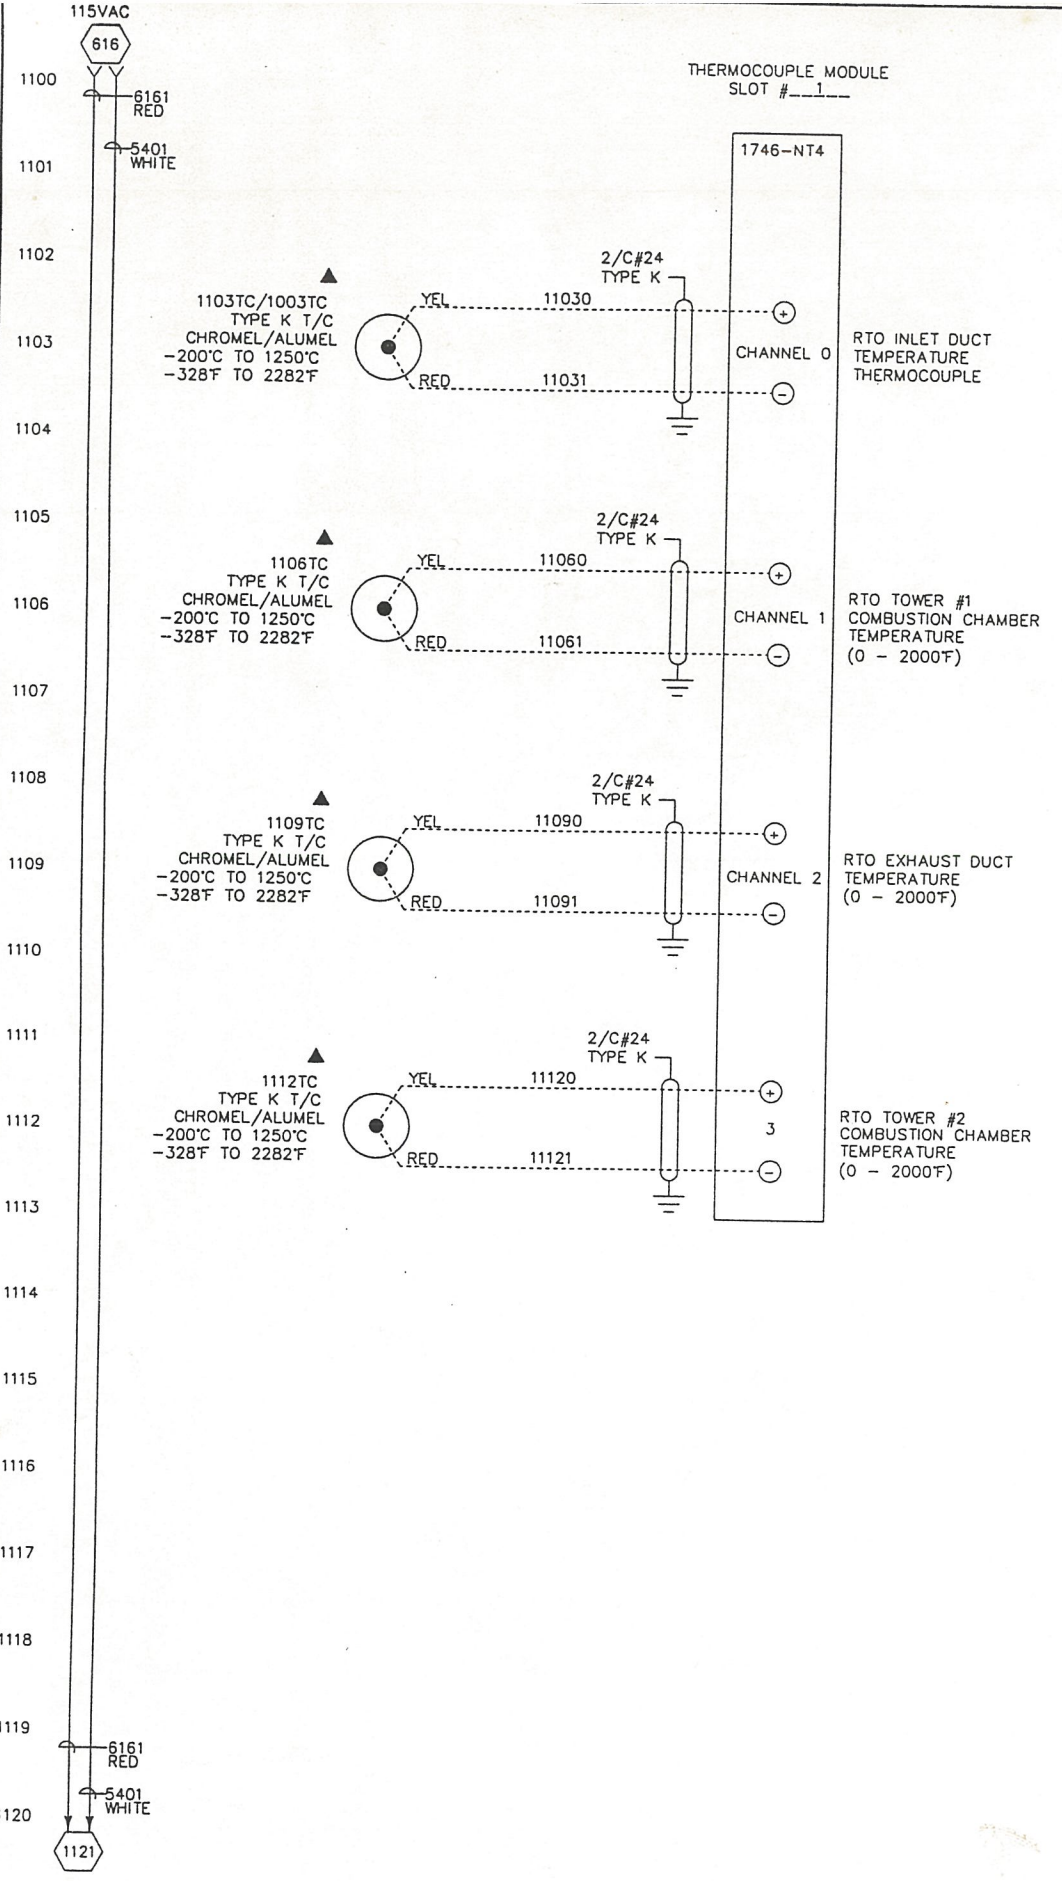 115VAC
616
1100
6161
RED
5401
WHITE
1101
THERMOCOUPLE MODULE
SLOT #__1__
1746-NT4
1102
2/C#24
TYPE K
1103TC/1003TC
TYPE K T/C
CHROMEL/ALUMEL
-200°C TO 1250°C
-328°F TO 2282°F
YEL
11030
+
1103
CHANNEL 0
RTO INLET DUCT
TEMPERATURE
THERMOCOUPLE
RED
11031
-
1104
1105
2/C#24
TYPE K
1106TC
TYPE K T/C
CHROMEL/ALUMEL
-200°C TO 1250°C
-328°F TO 2282°F
YEL
11060
+
1106
CHANNEL 1
RTO TOWER #1
COMBUSTION CHAMBER
TEMPERATURE
(0 - 2000°F)
RED
11061
-
1107
1108
2/C#24
TYPE K
1109TC
TYPE K T/C
CHROMEL/ALUMEL
-200°C TO 1250°C
-328°F TO 2282°F
YEL
11090
+
1109
CHANNEL 2
RTO EXHAUST DUCT
TEMPERATURE
(0 - 2000°F)
RED
11091
-
1110
1111
2/C#24
TYPE K
1112TC
TYPE K T/C
CHROMEL/ALUMEL
-200°C TO 1250°C
-328°F TO 2282°F
YEL
11120
+
1112
3
RTO TOWER #2
COMBUSTION CHAMBER
TEMPERATURE
(0 - 2000°F)
RED
11121
-
1113
1114
1115
1116
1117
1118
1119
6161
RED
5401
WHITE
1120
1121